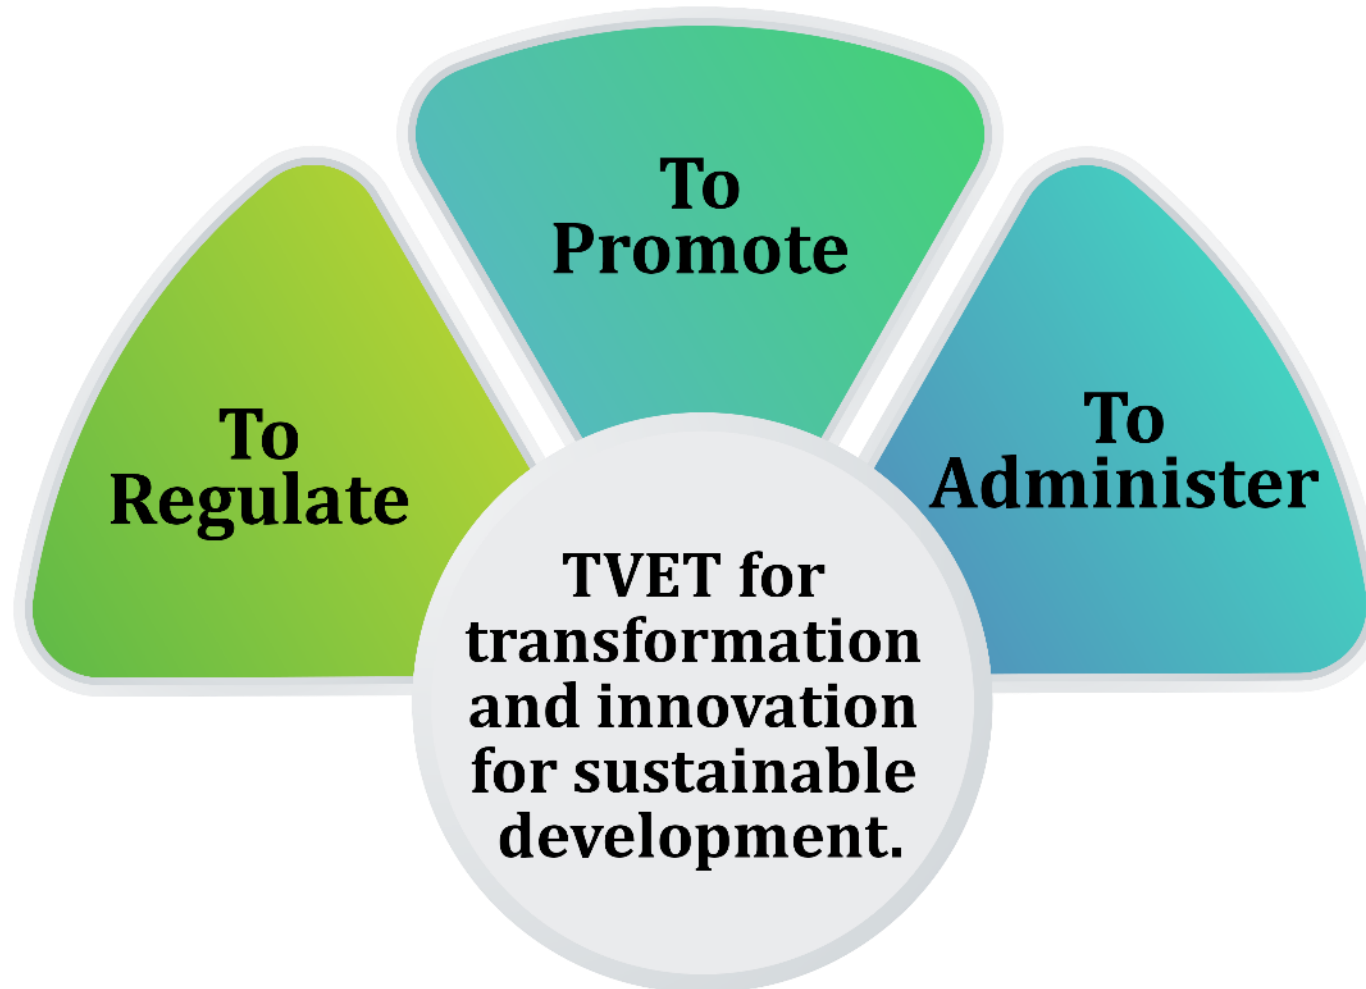 To
Regulate
To
Promote
To
Administer
TVET for
transformation
and innovation
for sustainable
development.